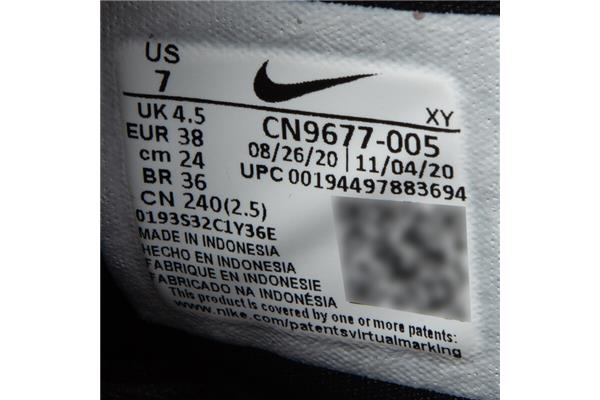 US
7
XY
UK 4.5
EUR 38
cm 24
BR 36
CN 240(2.5)
CN9677-005
08/26/20 | 11/04/20
UPC 00194497883694
0193S32C1Y36E
MADE IN INDONESIA
HECHO EN INDONESIA
FABRIQUE EN INDONESIE
FABRICADO NA INDONÉSIA
This product is covered by one or more patents:
www.nike.com/patentsvirtualmarking